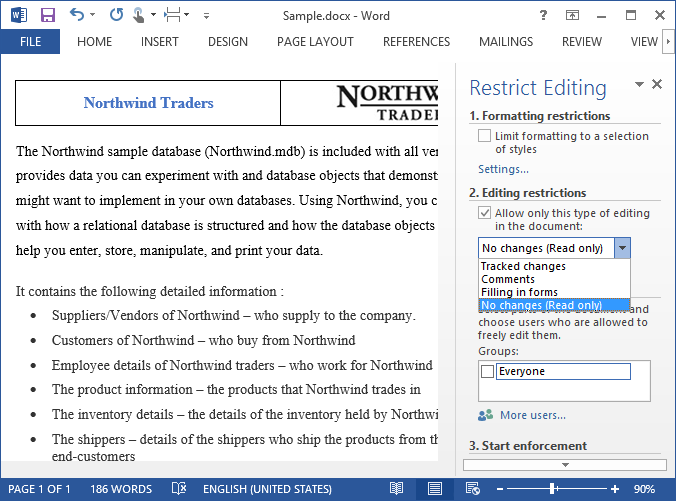 Sample.docx - Word
FILE HOME INSERT DESIGN PAGE LAYOUT REFERENCES MAILINGS REVIEW VIEW
Northwind Traders
NORTHW
TRADER
The Northwind sample database (Northwind.mdb) is included with all ver
provides data you can experiment with and database objects that demonst
might want to implement in your own databases. Using Northwind, you c
with how a relational database is structured and how the database objects
help you enter, store, manipulate, and print your data.
It contains the following detailed information :
• Suppliers/Vendors of Northwind – who supply to the company.
• Customers of Northwind – who buy from Northwind
• Employee details of Northwind traders – who work for Northwind
• The product information – the products that Northwind trades in
• The inventory details – the details of the inventory held by Northwi
• The shippers – details of the shippers who ship the products from th
end-customers
Restrict Editing
1. Formatting restrictions
Limit formatting to a selection
of styles
Settings...
2. Editing restrictions
Allow only this type of editing
in the document:
No changes (Read only)
Tracked changes
Comments
Filling in forms
No changes (Read only)
choose users who are allowed to
freely edit them.
Groups:
Everyone
More users...
3. Start enforcement
PAGE 1 OF 1 186 WORDS ENGLISH (UNITED STATES) 90%